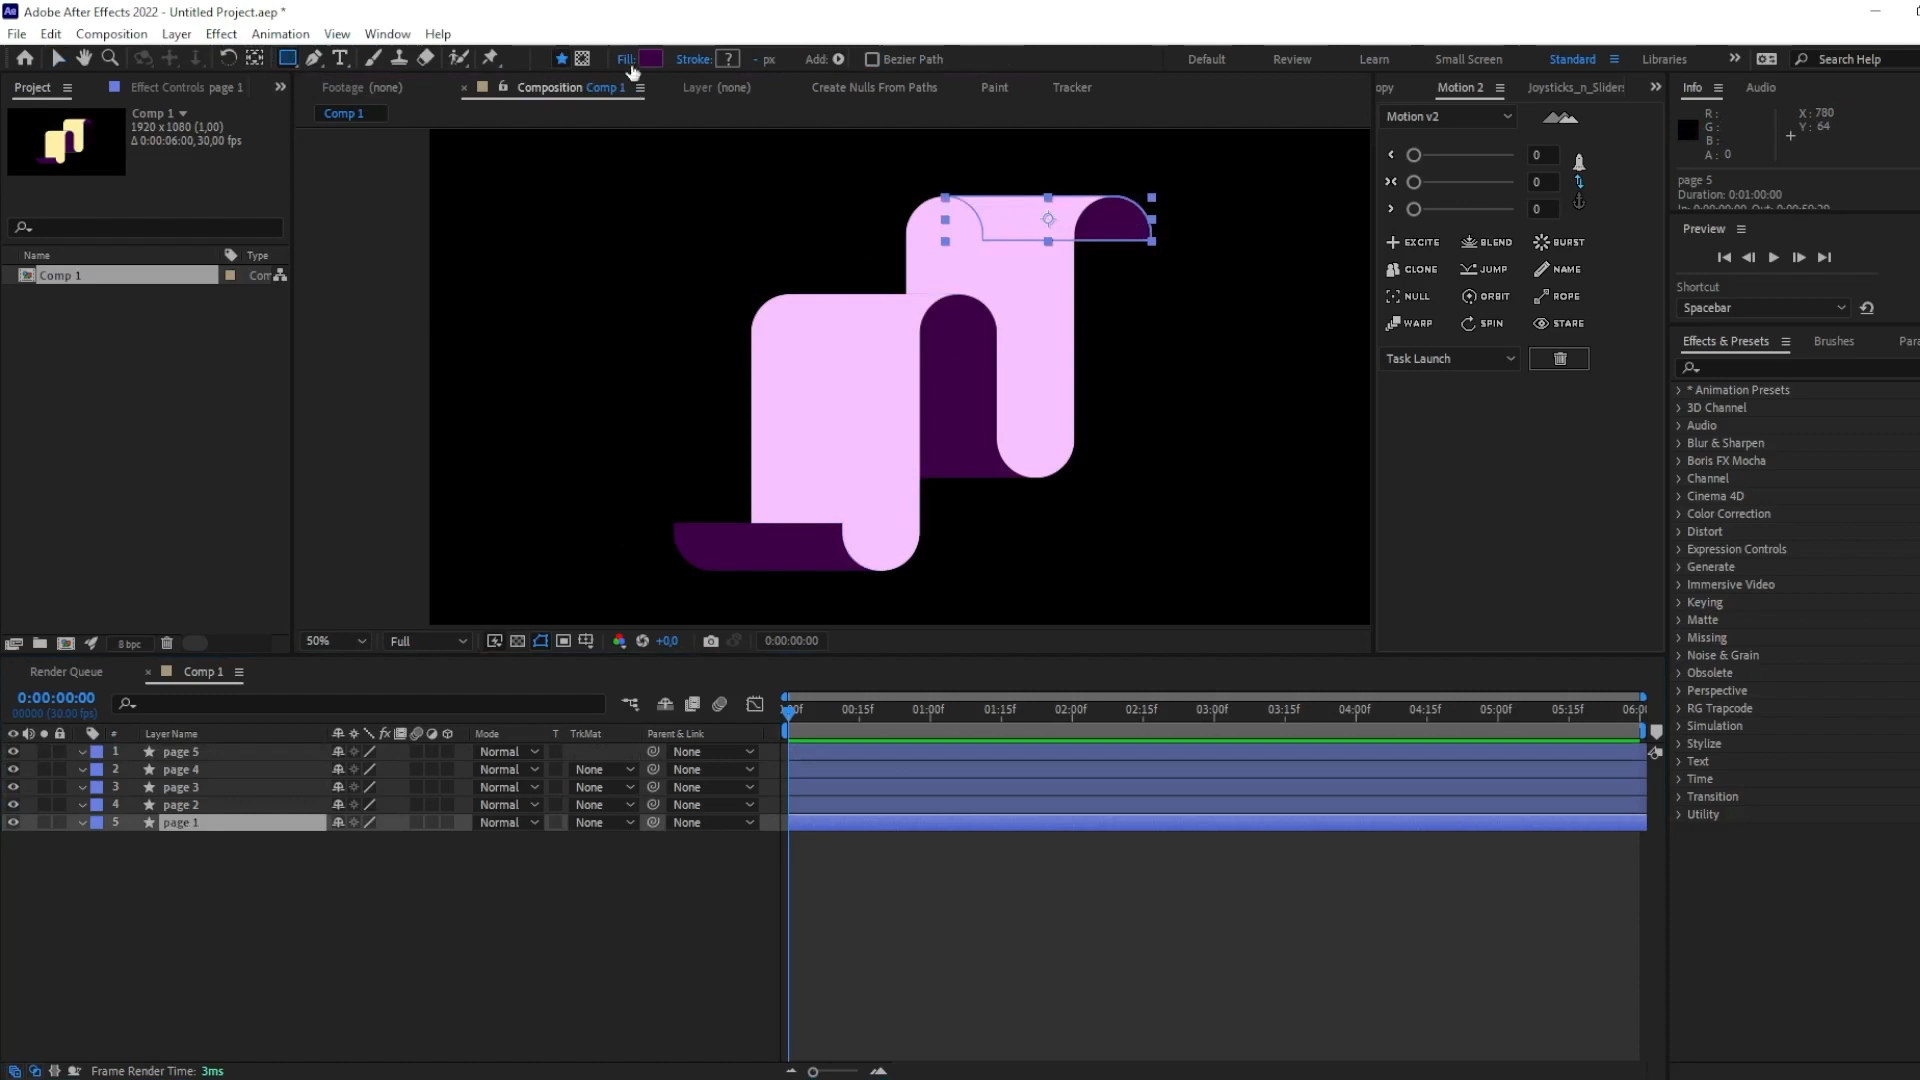 Adobe After Effects 2022 - Untitled Project.aep *
File Edit Composition Layer Effect Animation View Window Help
Fill: Stroke: ? - px Add: Bezier Path Default Review Learn Small Screen Standard Libraries Search Help
Project Effect Controls page 1 Footage (none) Composition Comp 1 Layer (none) Create Nulls From Paths Paint Tracker opy Motion 2 Joysticks_n_Sliders Info Audio
Comp 1
1920 x 1080 (1,00)
Δ 0:00:06:00, 30,00 fps
Comp 1
Motion v2
R :
G :
B :
A : 0
X : 780
Y : 64
0
0
0
page 5
Duration: 0:01:00:00
Preview
EXCITE BLEND BURST
CLONE JUMP NAME
NULL ORBIT ROPE
WARP SPIN STARE
Task Launch
Shortcut
Spacebar
Name Type
Comp 1 Com
Effects & Presets Brushes Para
* Animation Presets
3D Channel
Audio
Blur & Sharpen
Boris FX Mocha
Channel
Cinema 4D
Color Correction
Distort
Expression Controls
Generate
Immersive Video
Keying
Matte
Missing
Noise & Grain
Obsolete
Perspective
RG Trapcode
Simulation
Stylize
Text
Time
Transition
Utility
8 bpc
50% Full +0,0 0:00:00:00
Render Queue Comp 1
0:00:00:00
00000 (30.00 fps)
:00f 00:15f 01:00f 01:15f 02:00f 02:15f 03:00f 03:15f 04:00f 04:15f 05:00f 05:15f 06:0
# Layer Name fx Mode T TrkMat Parent & Link
1 page 5 Normal None
2 page 4 Normal None None
3 page 3 Normal None None
4 page 2 Normal None None
5 page 1 Normal None None
Frame Render Time: 3ms